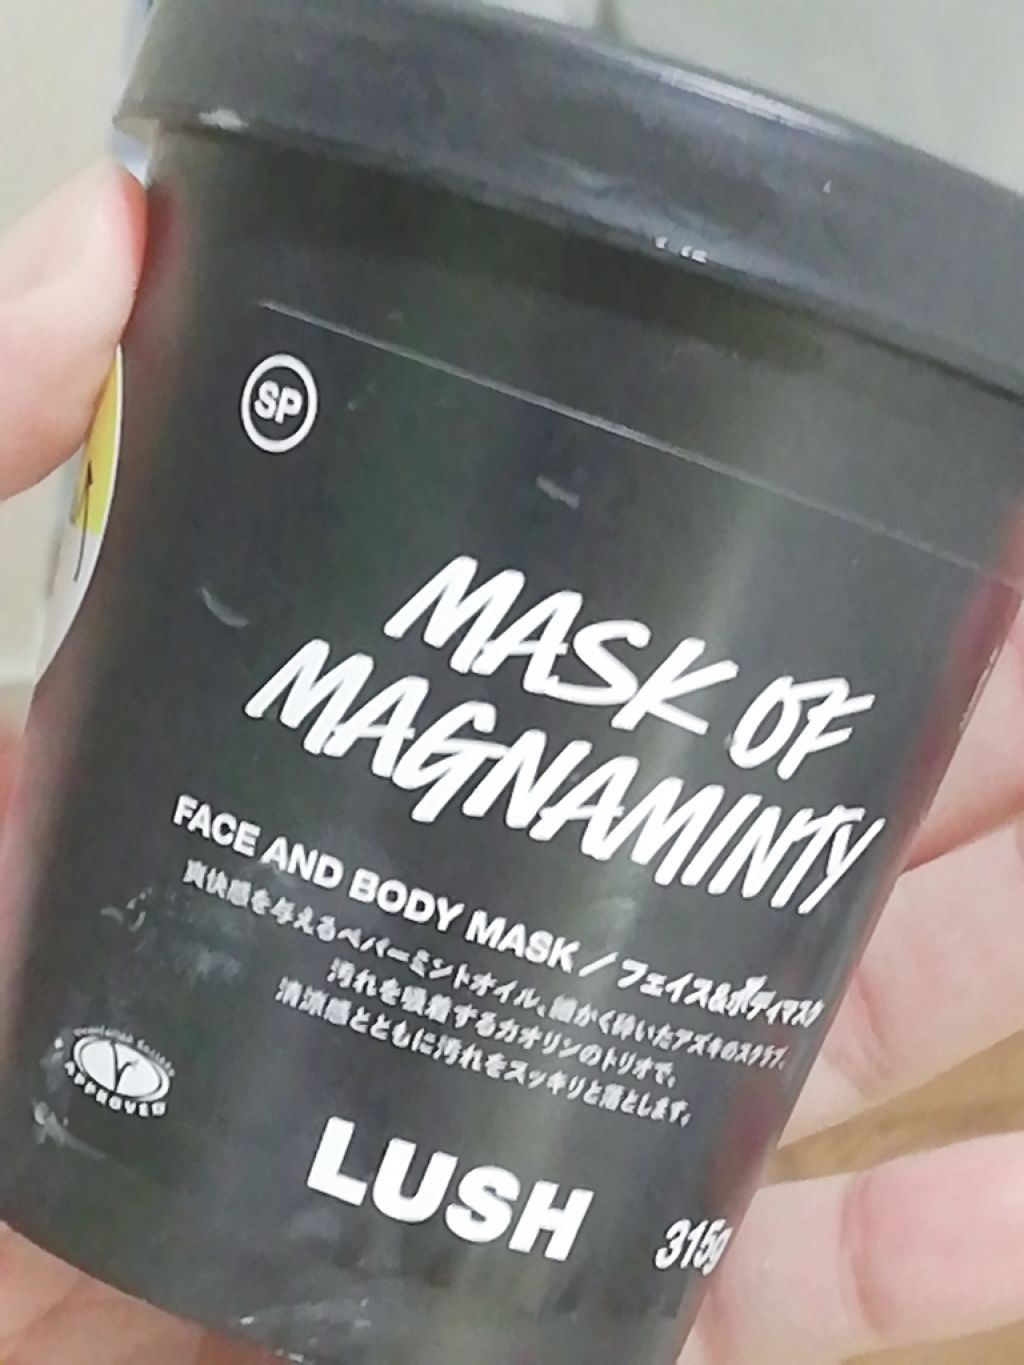 SP
MASK OF
MAGNAMINTY
FACE AND BODY MASK / フェイス&ボディマスク
爽快感を与えるペパーミントオイル、細かく砕いたアズキのスクラブ、
汚れを吸着するカオリンのトリオで、
清涼感とともに汚れをスッキリと落とします。
vegetarian society
APPROVED
LUSH
315g